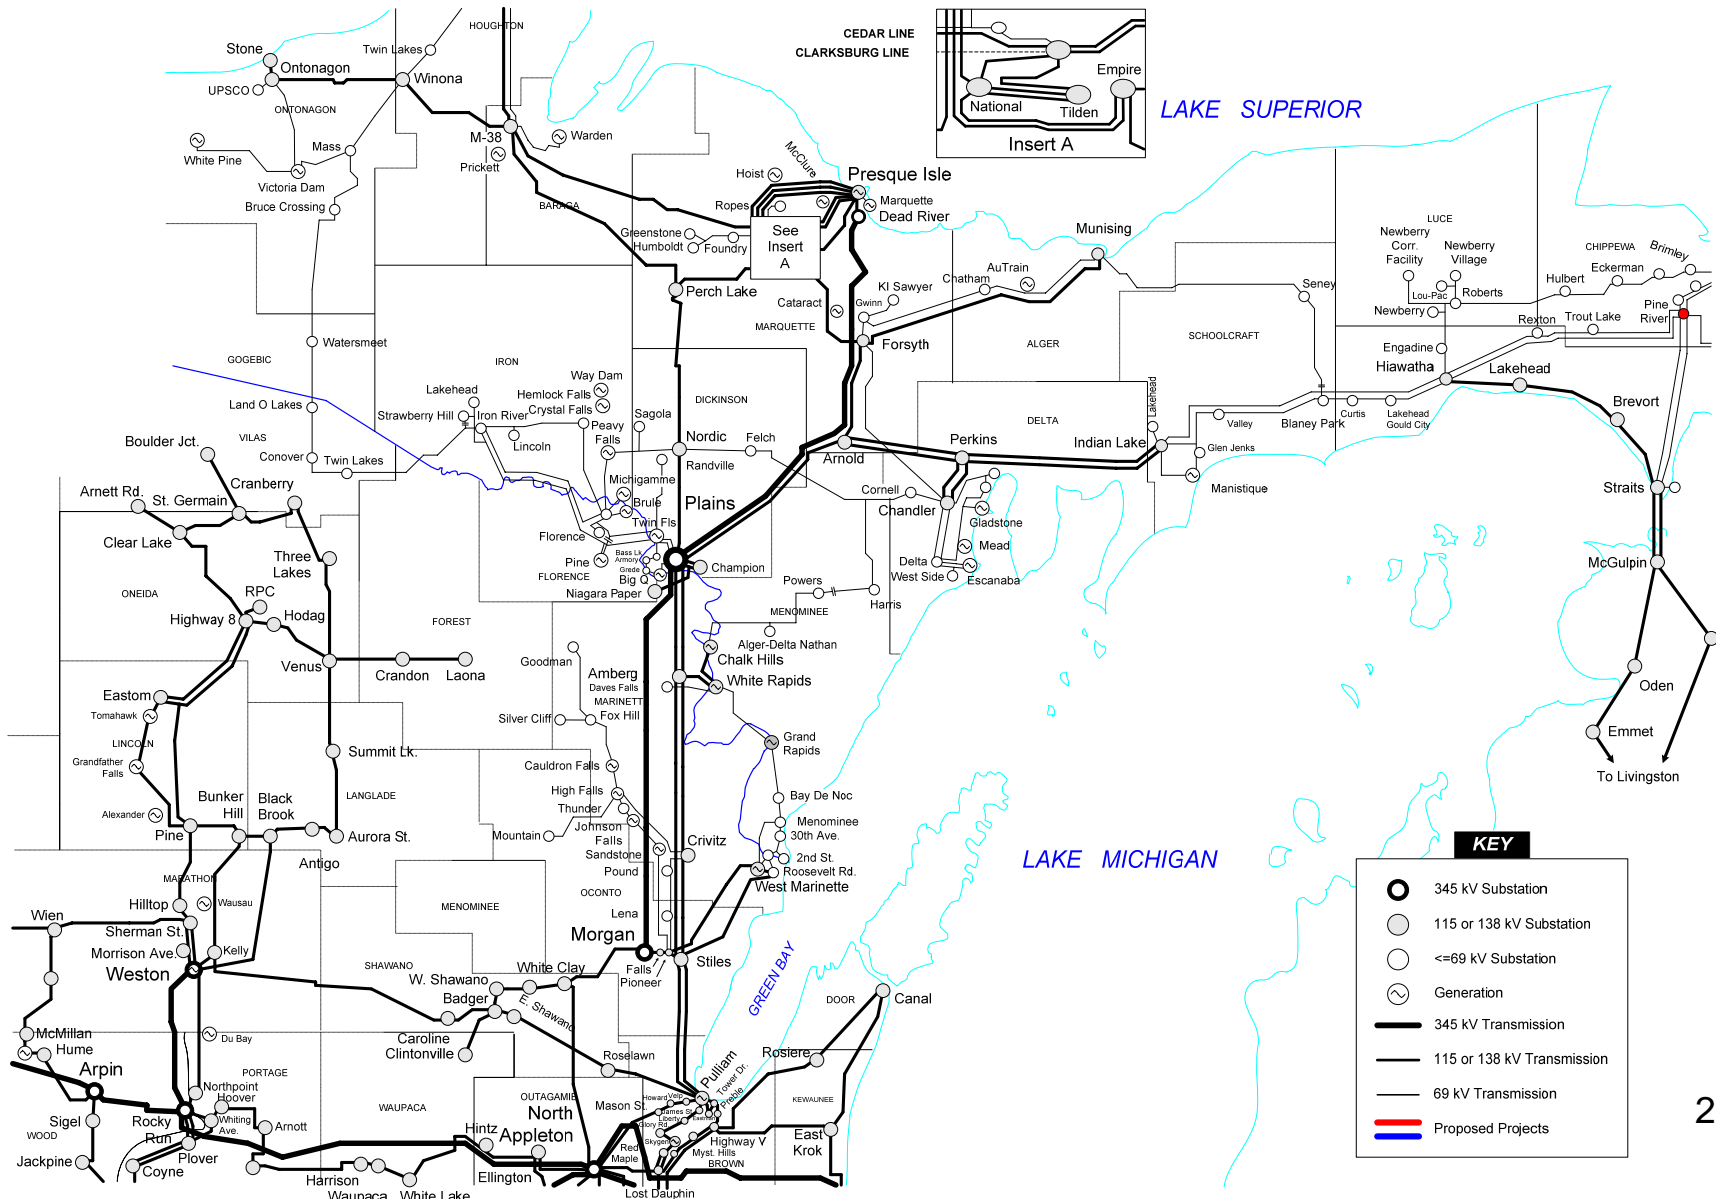 HOUGHTON
CEDAR LINE
CLARKSBURG LINE
Empire
National
Tilden
Insert A
LAKE SUPERIOR
Stone
Twin Lakes
Ontonagon
Winona
UPSCO
ONTONAGON
M-38
Warden
Mass
White Pine
Prickett
Victoria Dam
Bruce Crossing
BARAGA
Hoist
McClure
Presque Isle
Ropes
Marquette
Dead River
Greenstone
Humboldt
Foundry
See
Insert
A
Perch Lake
Munising
AuTrain
Chatham
KI Sawyer
Gwinn
Cataract
MARQUETTE
Forsyth
ALGER
SCHOOLCRAFT
Seney
LUCE
Newberry
Corr.
Facility
Newberry
Village
Lou-Pac
Roberts
Newberry
CHIPPEWA
Brimley
Hulbert
Eckerman
Pine
River
Rexton
Trout Lake
Engadine
Hiawatha
Lakehead
Brevort
Watersmeet
GOGEBIC
IRON
Way Dam
Hemlock Falls
Crystal Falls
Lakehead
Land O Lakes
Strawberry Hill
Iron River
Peavy
Falls
Sagola
DICKINSON
Lincoln
DELTA
Lakehead
Valley
Blaney Park
Curtis
Lakehead
Gould City
Boulder Jct.
VILAS
Conover
Twin Lakes
Nordic
Felch
Randville
Arnold
Perkins
Indian Lake
Glen Jenks
Manistique
Straits
Arnett Rd.
St. Germain
Cranberry
Michigamme
Brule
Plains
Cornell
Chandler
Gladstone
Clear Lake
Twin Fls
Florence
Three
Lakes
Bass Lk
Armory
Grede
Pine
FLORENCE
Big Q
Champion
Mead
Delta
West Side
Escanaba
McGulpin
ONEIDA
RPC
Niagara Paper
Powers
Harris
MENOMINEE
Highway 8
Hodag
FOREST
Alger-Delta Nathan
Goodman
Chalk Hills
Venus
Crandon
Laona
Amberg
Daves Falls
White Rapids
MARINETT
Eastom
Tomahawk
Silver Cliff
Fox Hill
Oden
Emmet
To Livingston
LINCOLN
Grandfather
Falls
Summit Lk.
Grand
Rapids
Cauldron Falls
High Falls
Bay De Noc
Bunker
Hill
Black
Brook
LANGLADE
Alexander
Thunder
Pine
Mountain
Johnson
Falls
Menominee
30th Ave.
Aurora St.
Antigo
Sandstone
Crivitz
2nd St.
Pound
Roosevelt Rd.
West Marinette
LAKE MICHIGAN
MARATHON
OCONTO
Hilltop
Wausau
MENOMINEE
Lena
Wien
Sherman St.
Morgan
Morrison Ave.
Kelly
Weston
SHAWANO
W. Shawano
White Clay
Falls
Pioneer
Stiles
Badger
E. Shawano
GREEN BAY
DOOR
Canal
McMillan
Hume
Du Bay
Caroline
Clintonville
Roselawn
Pulliam
Rosiere
Arpin
PORTAGE
Northpoint
Hoover
WAUPACA
OUTAGAMIE
Tower Dr.
Preble
KEWAUNEE
Mason St.
Howard
Velp
James St.
Liberty
Eastman
Glory Rd.
Sigel
WOOD
Rocky
Run
Whiting
Ave.
Arnott
Hintz
North
Appleton
Skygen
Highway V
East
Krok
Jackpine
Plover
Coyne
Red
Maple
Myst. Hills
BROWN
Harrison
Waupaca
White Lake
Ellington
Lost Dauphin
KEY
345 kV Substation
115 or 138 kV Substation
<=69 kV Substation
Generation
345 kV Transmission
115 or 138 kV Transmission
69 kV Transmission
Proposed Projects
2